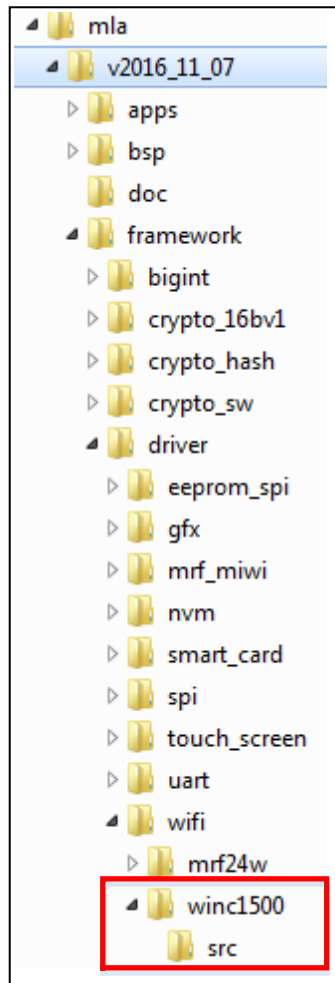 mla
v2016_11_07
apps
bsp
doc
framework
bigint
crypto_16bv1
crypto_hash
crypto_sw
driver
eeprom_spi
gfx
mrf_miwi
nvm
smart_card
spi
touch_screen
uart
wifi
mrf24w
winc1500
src